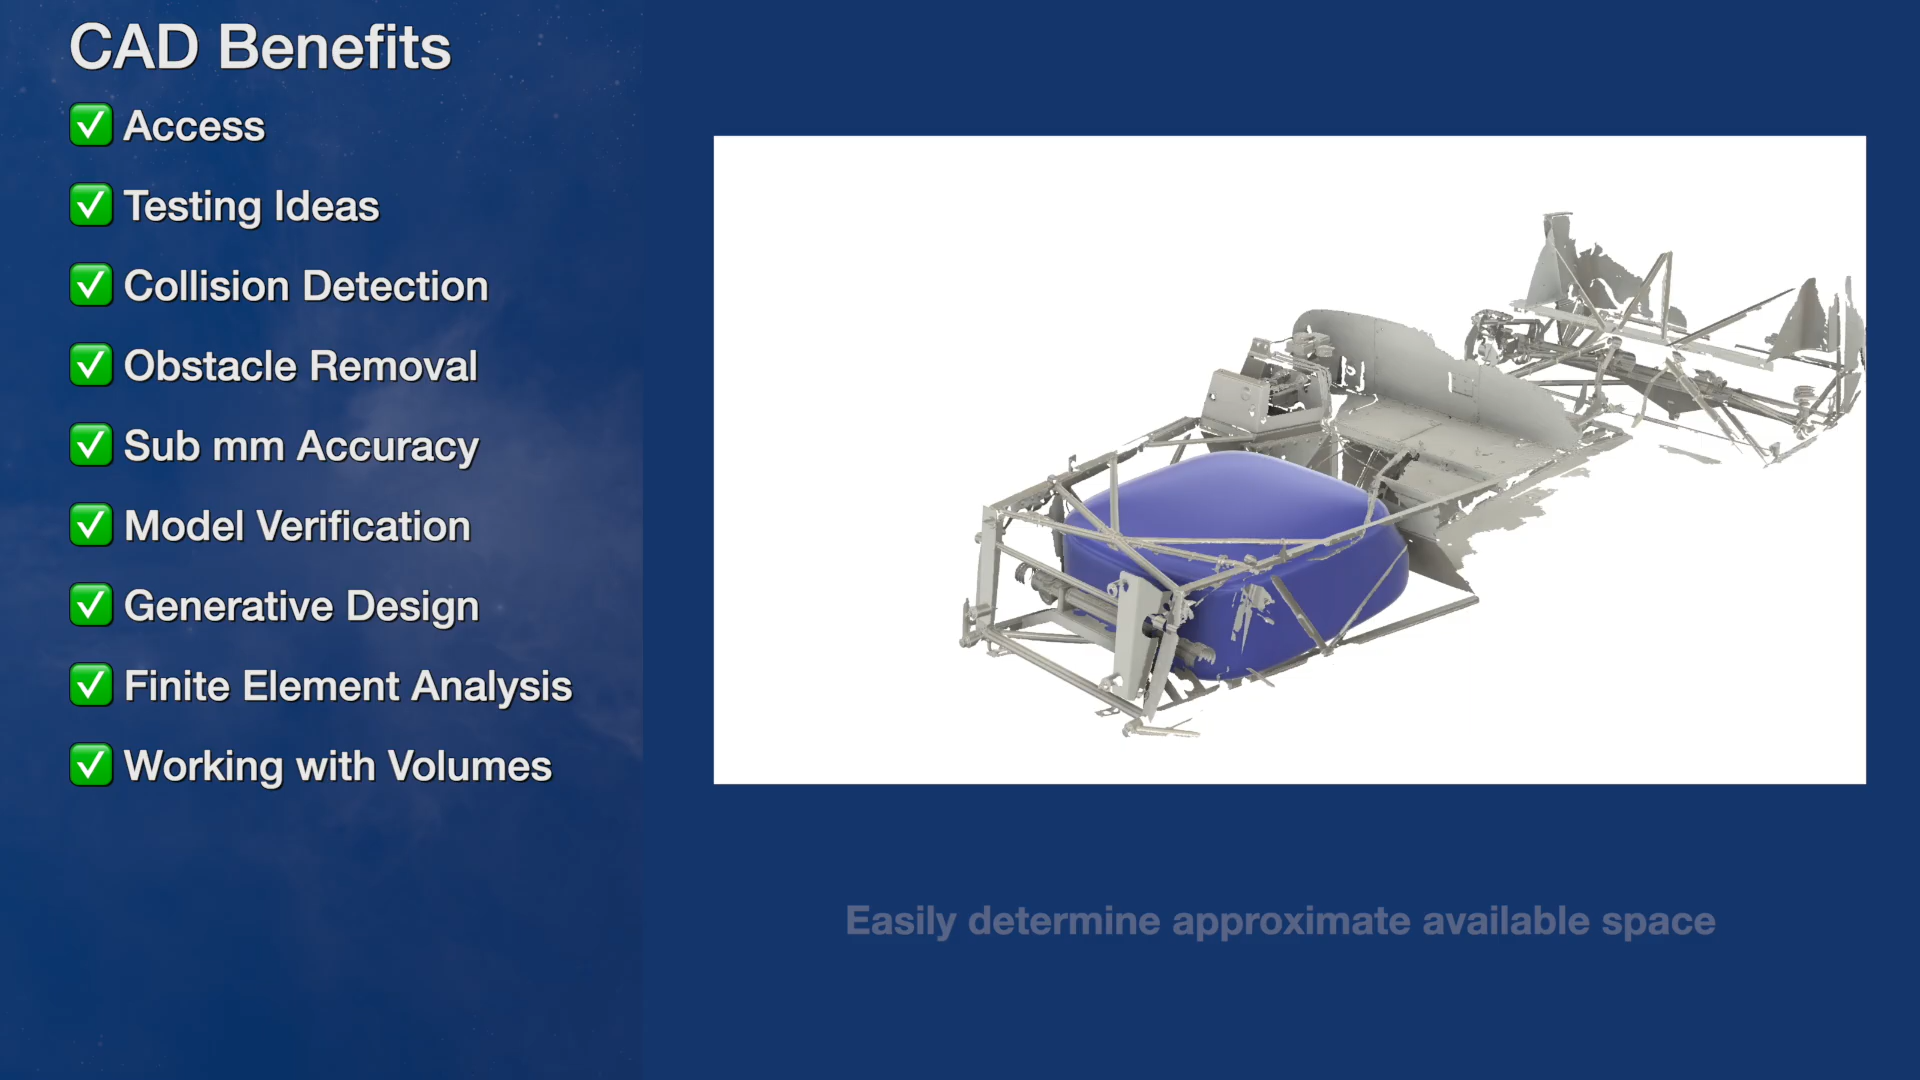 CAD Benefits
✅ Access
✅ Testing Ideas
✅ Collision Detection
✅ Obstacle Removal
✅ Sub mm Accuracy
✅ Model Verification
✅ Generative Design
✅ Finite Element Analysis
✅ Working with Volumes
Easily determine approximate available space